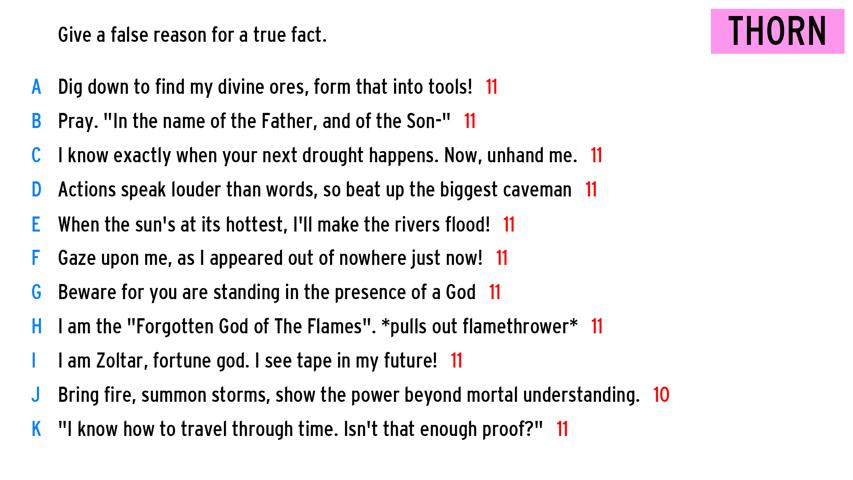 Give a false reason for a true fact.
THORN
A Dig down to find my divine ores, form that into tools! 11
B Pray. "In the name of the Father, and of the Son-" 11
C I know exactly when your next drought happens. Now, unhand me. 11
D Actions speak louder than words, so beat up the biggest caveman 11
E When the sun's at its hottest, I'll make the rivers flood! 11
F Gaze upon me, as I appeared out of nowhere just now! 11
G Beware for you are standing in the presence of a God 11
H I am the "Forgotten God of The Flames". *pulls out flamethrower* 11
I I am Zoltar, fortune god. I see tape in my future! 11
J Bring fire, summon storms, show the power beyond mortal understanding. 10
K "I know how to travel through time. Isn't that enough proof?" 11